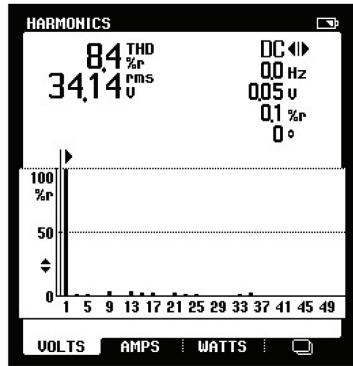 HARMONICS
8,4 THD %r
34,14 rms V
DC
0,0 Hz
0,05 V
0,1 %r
0 °
100
%r
50
0
1 5 9 13 17 21 25 29 33 37 41 45 49
VOLTS AMPS WATTS